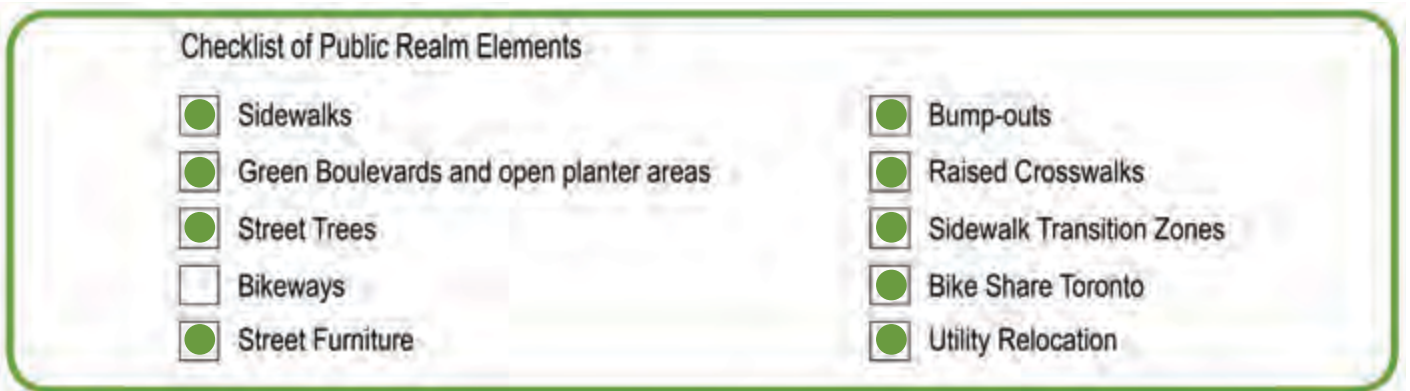 Checklist of Public Realm Elements
Sidewalks
Green Boulevards and open planter areas
Street Trees
Bikeways
Street Furniture
Bump-outs
Raised Crosswalks
Sidewalk Transition Zones
Bike Share Toronto
Utility Relocation